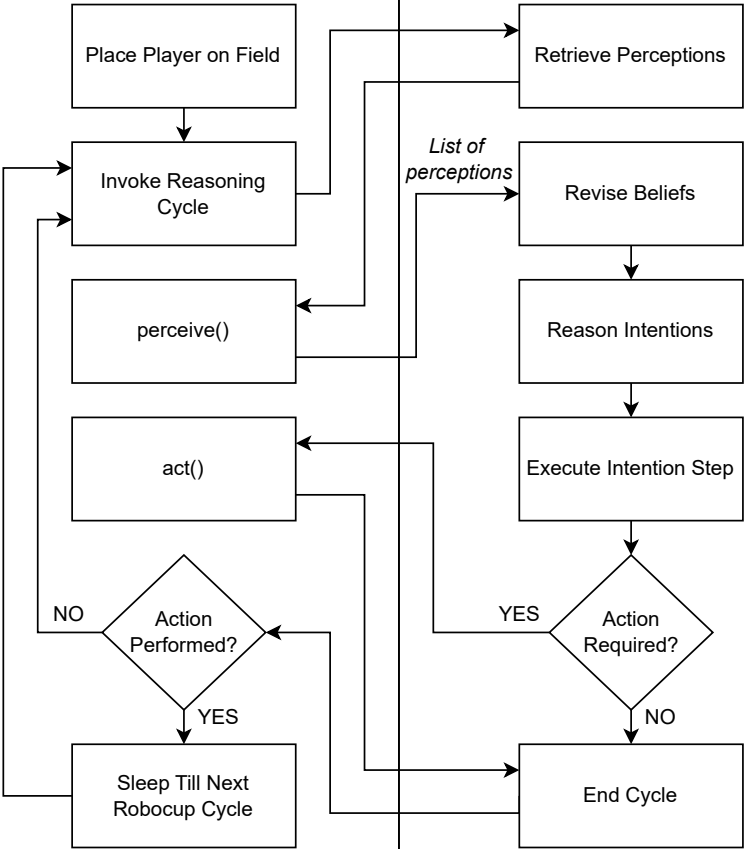 Place Player on Field
Retrieve Perceptions
Invoke Reasoning
Cycle
List of
perceptions
Revise Beliefs
perceive()
Reason Intentions
act()
Execute Intention Step
NO
Action
Performed?
YES
YES
Action
Required?
NO
Sleep Till Next
Robocup Cycle
End Cycle